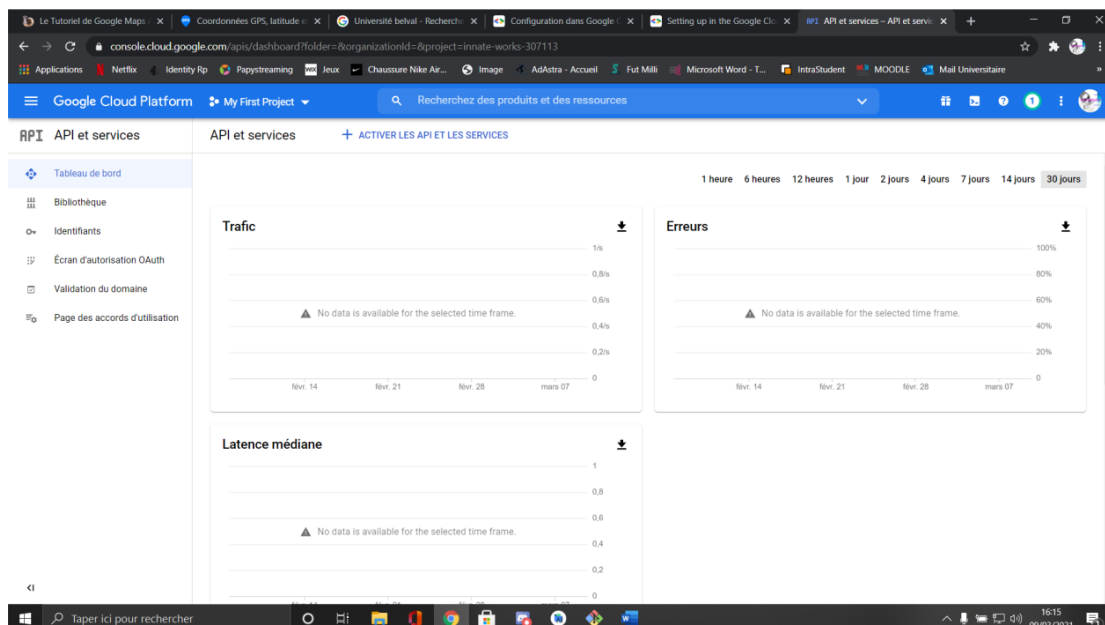 Le Tutoriel de Google Maps
Coordonnées GPS, latitude e
Université belval - Recherche
Configuration dans Google C
Setting up in the Google Clo
API et services – API et servic
console.cloud.google.com/apis/dashboard?folder=&organizationId=&project=innate-works-307113
Applications Netflix Identity Rp Papystreaming Jeux Chaussure Nike Air... Image AdAstra - Accueil Fut Milli Microsoft Word - T... IntraStudent MOODLE Mail Universitaire »
Google Cloud Platform My First Project Recherchez des produits et des ressources 1
API API et services API et services + ACTIVER LES API ET LES SERVICES
Tableau de bord
Bibliothèque
Identifiants
Écran d'autorisation OAuth
Validation du domaine
Page des accords d'utilisation
1 heure 6 heures 12 heures 1 jour 2 jours 4 jours 7 jours 14 jours 30 jours
Trafic
1/s
0,8/s
0,6/s
No data is available for the selected time frame.
0,4/s
0,2/s
0
févr. 14 févr. 21 févr. 28 mars 07
Erreurs
100%
80%
60%
No data is available for the selected time frame.
40%
20%
0
févr. 14 févr. 21 févr. 28 mars 07
Latence médiane
1
0,8
0,6
No data is available for the selected time frame.
0,4
0,2
0
Taper ici pour rechercher
16:15
09/03/2021